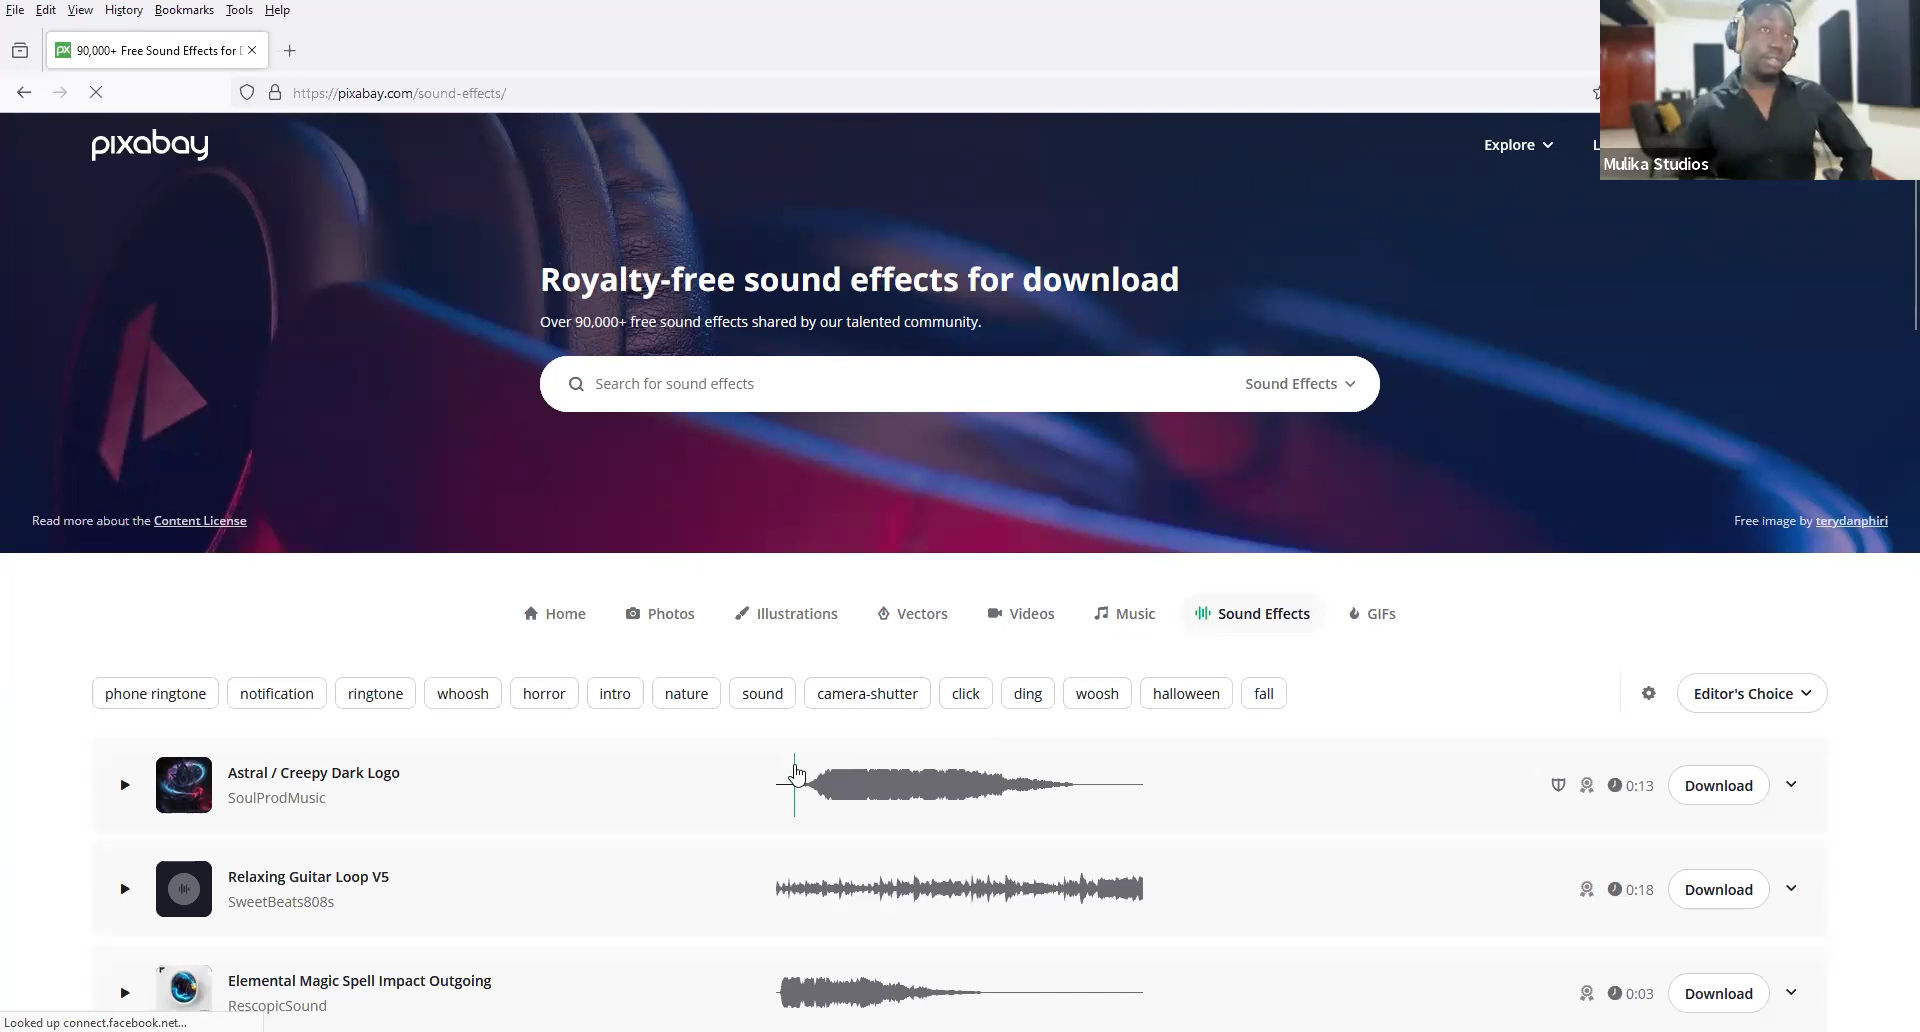 File Edit View History Bookmarks Tools Help
px 90,000+ Free Sound Effects for
https://pixabay.com/sound-effects/
Mulika Studios
pixabay
Explore
Royalty-free sound effects for download
Over 90,000+ free sound effects shared by our talented community.
Search for sound effects Sound Effects
Read more about the Content License
Free image by terydanphiri
Home Photos Illustrations Vectors Videos Music Sound Effects GIFs
phone ringtone notification ringtone whoosh horror intro nature sound camera-shutter click ding woosh halloween fall Editor's Choice
Astral / Creepy Dark Logo
SoulProdMusic
0:13 Download
Relaxing Guitar Loop V5
SweetBeats808s
0:18 Download
Elemental Magic Spell Impact Outgoing
RescopicSound
0:03 Download
Looked up connect.facebook.net...